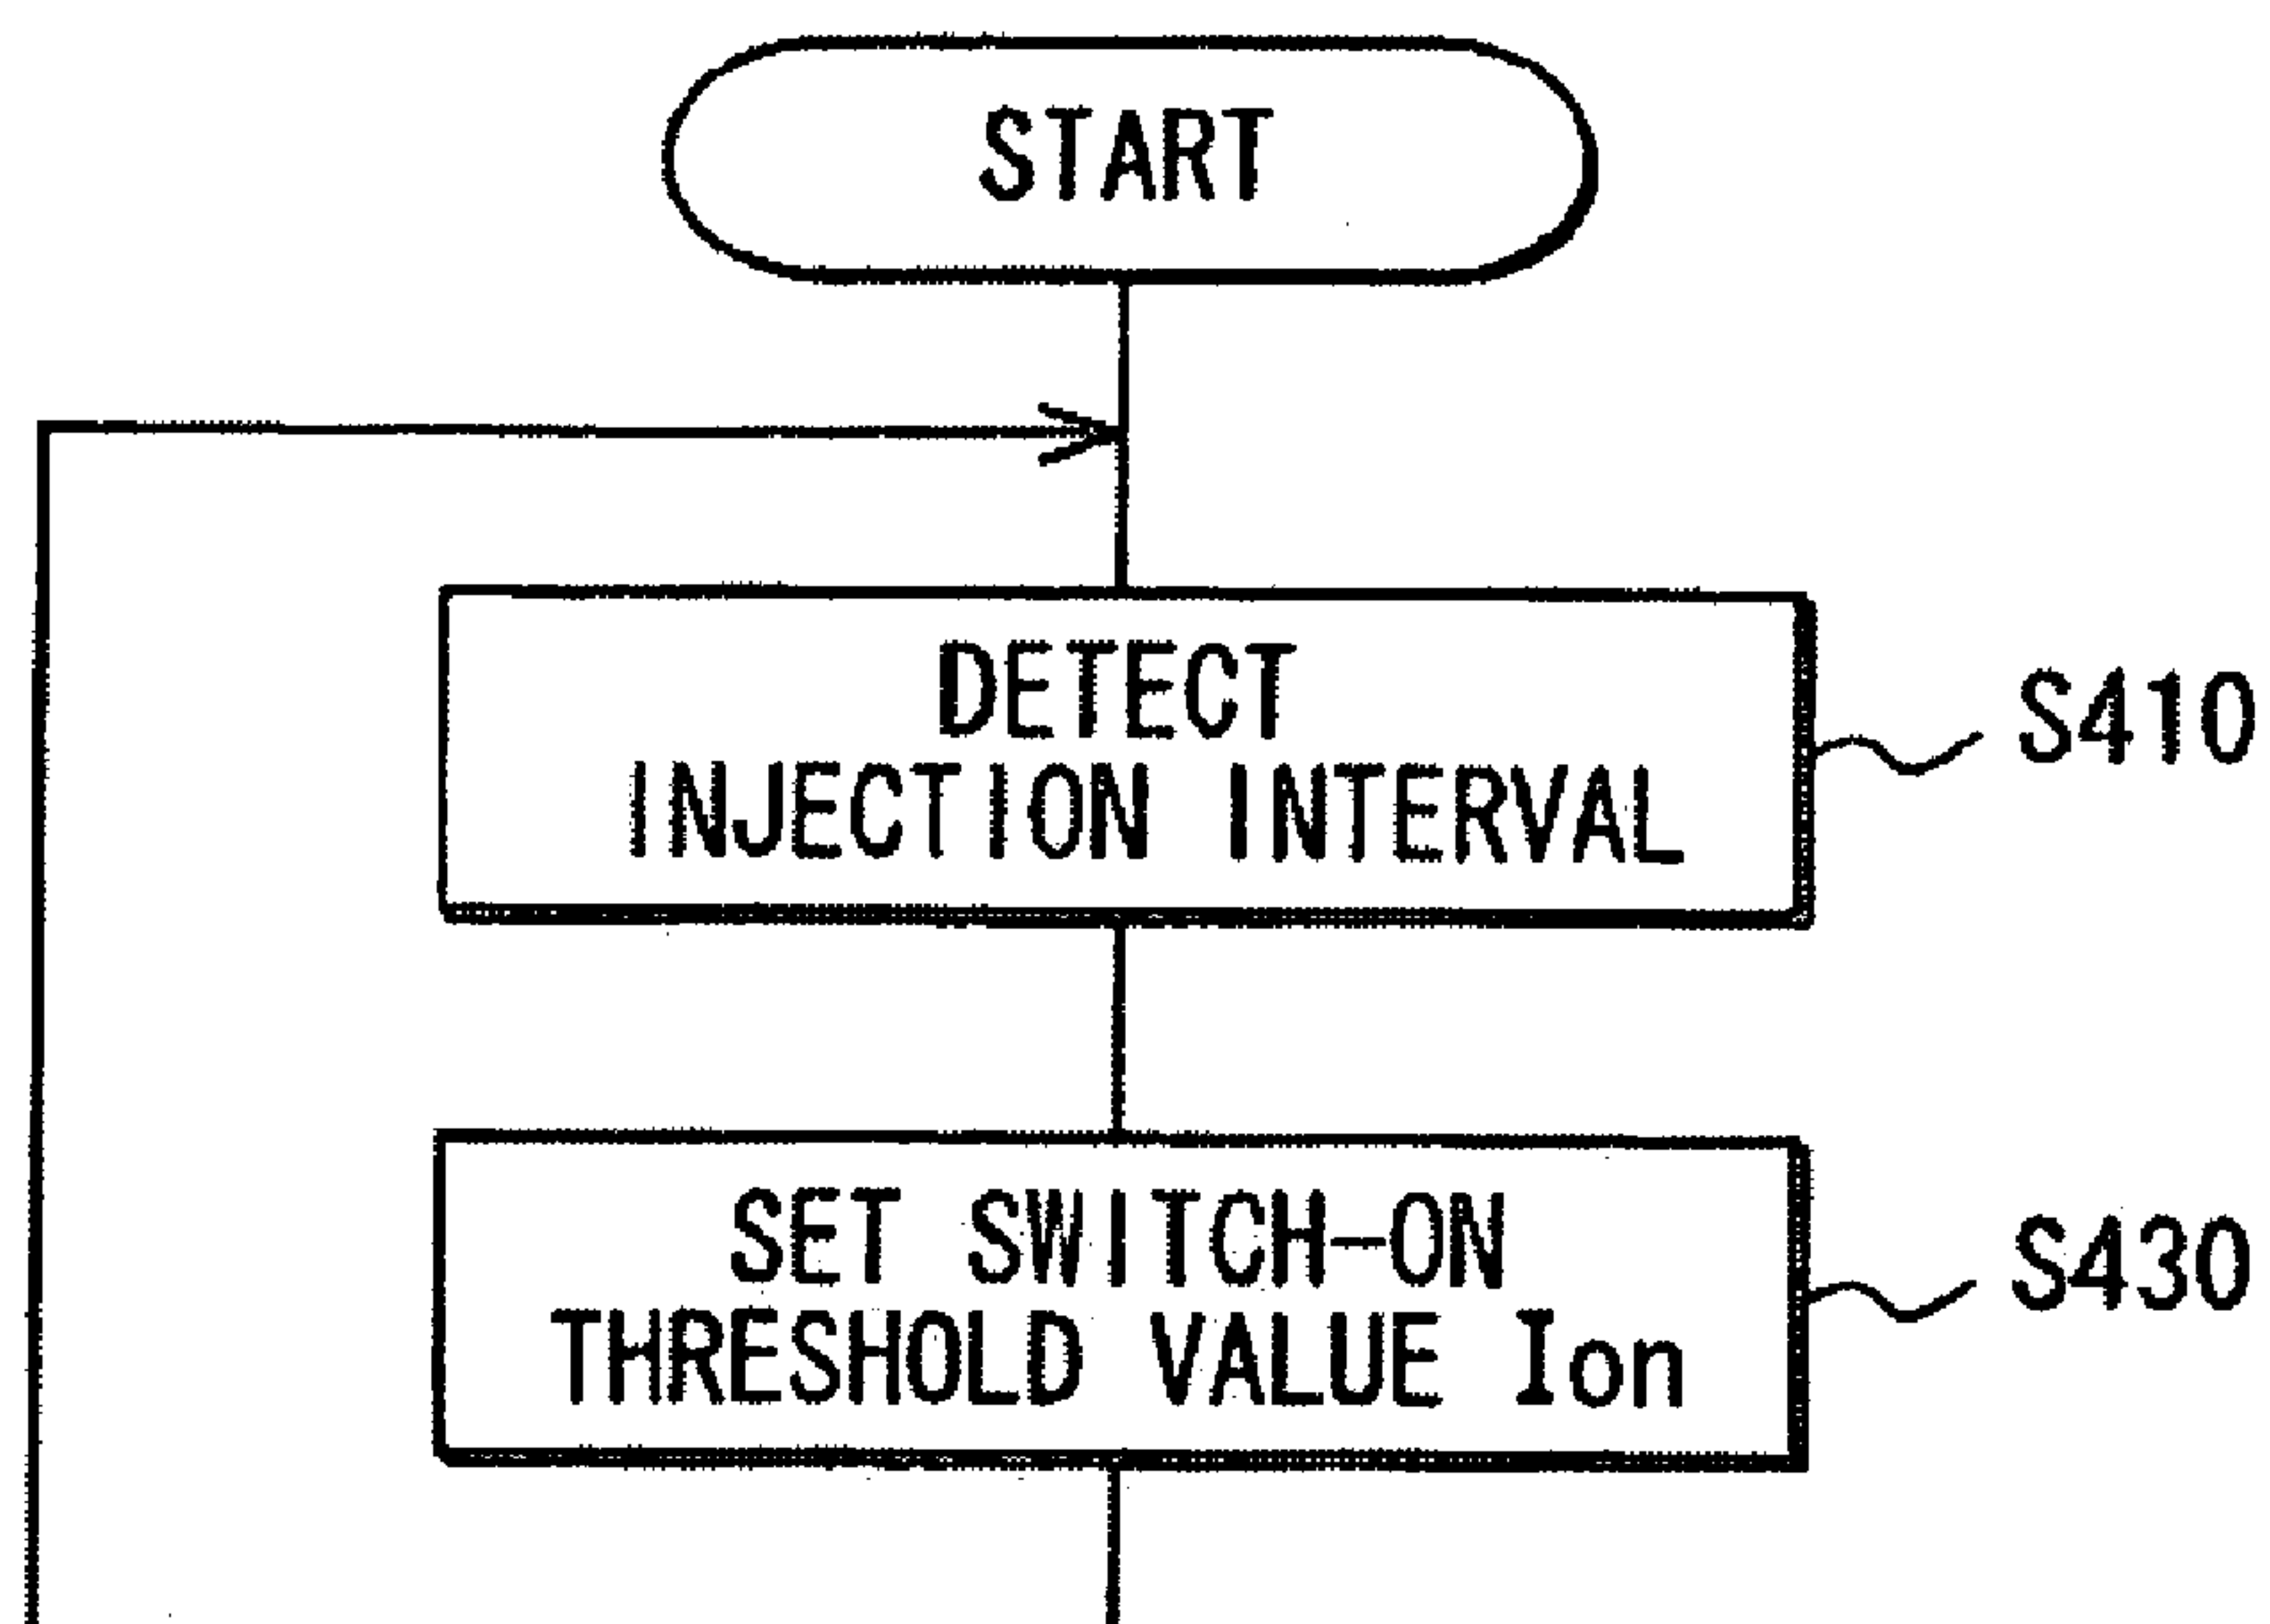 START
DETECT
INJECTION INTERVAL
S410
SET SWITCH-ON
THRESHOLD VALUE Ion
S430